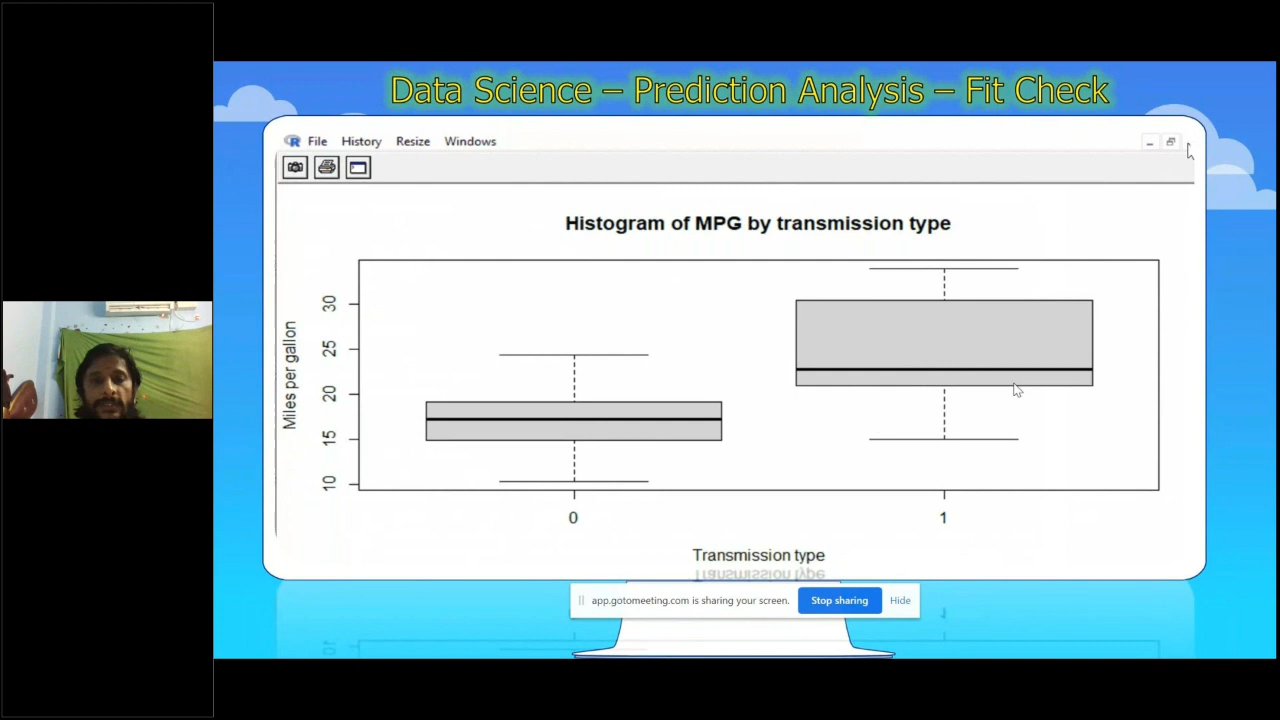 Data Science – Prediction Analysis – Fit Check
R File History Resize Windows
Histogram of MPG by transmission type
Miles per gallon
30
25
20
15
10
0 1
Transmission type
app.gotomeeting.com is sharing your screen. Stop sharing Hide